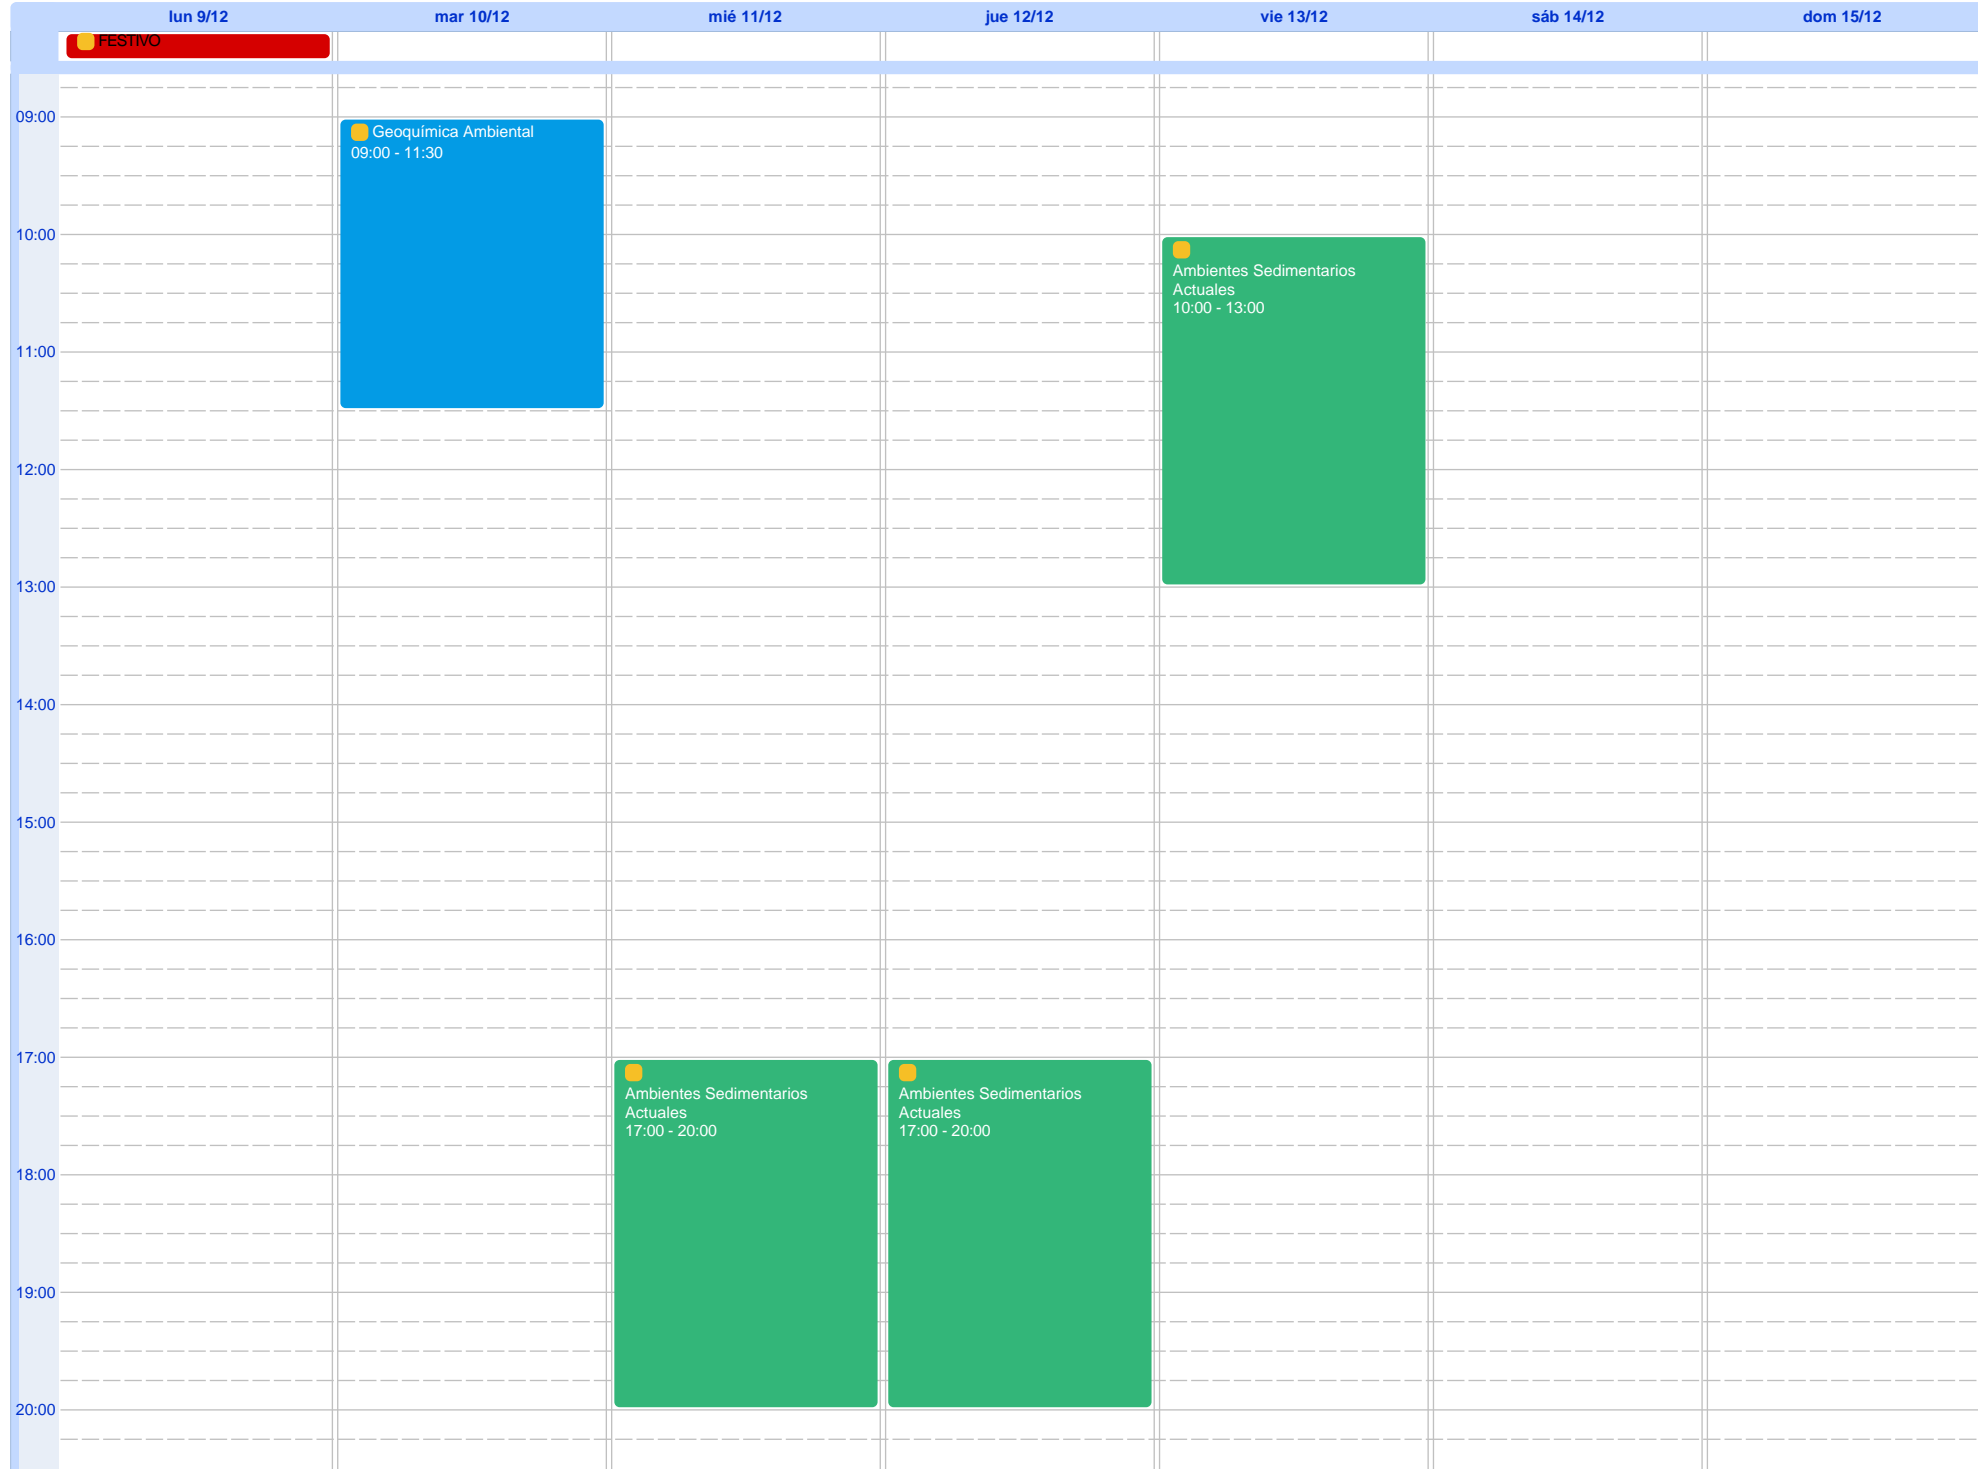 lun 9/12
mar 10/12
mié 11/12
jue 12/12
vie 13/12
sáb 14/12
dom 15/12
FESTIVO
09:00
Geoquímica Ambiental
09:00 - 11:30
10:00
Ambientes Sedimentarios
Actuales
10:00 - 13:00
11:00
12:00
13:00
14:00
15:00
16:00
17:00
Ambientes Sedimentarios
Actuales
17:00 - 20:00
Ambientes Sedimentarios
Actuales
17:00 - 20:00
18:00
19:00
20:00